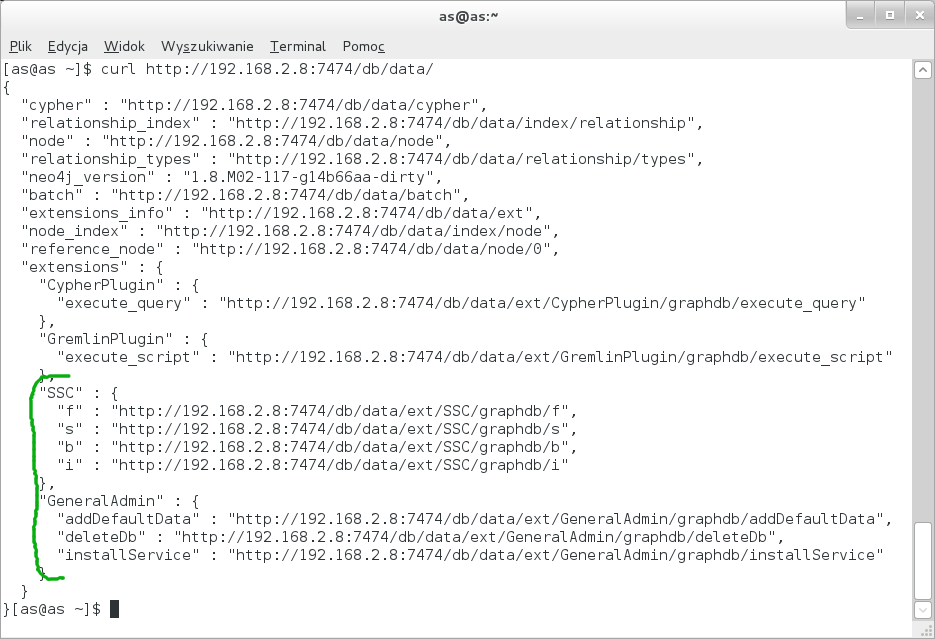 as@as:~
Plik Edycja Widok Wyszukiwanie Terminal Pomoc
[as@as ~]$ curl http://192.168.2.8:7474/db/data/
{
  "cypher" : "http://192.168.2.8:7474/db/data/cypher",
  "relationship_index" : "http://192.168.2.8:7474/db/data/index/relationship",
  "node" : "http://192.168.2.8:7474/db/data/node",
  "relationship_types" : "http://192.168.2.8:7474/db/data/relationship/types",
  "neo4j_version" : "1.8.M02-117-g14b66aa-dirty",
  "batch" : "http://192.168.2.8:7474/db/data/batch",
  "extensions_info" : "http://192.168.2.8:7474/db/data/ext",
  "node_index" : "http://192.168.2.8:7474/db/data/index/node",
  "reference_node" : "http://192.168.2.8:7474/db/data/node/0",
  "extensions" : {
    "CypherPlugin" : {
      "execute_query" : "http://192.168.2.8:7474/db/data/ext/CypherPlugin/graphdb/execute_query"
    },
    "GremlinPlugin" : {
      "execute_script" : "http://192.168.2.8:7474/db/data/ext/GremlinPlugin/graphdb/execute_script"
    },
    "SSC" : {
      "f" : "http://192.168.2.8:7474/db/data/ext/SSC/graphdb/f",
      "s" : "http://192.168.2.8:7474/db/data/ext/SSC/graphdb/s",
      "b" : "http://192.168.2.8:7474/db/data/ext/SSC/graphdb/b",
      "i" : "http://192.168.2.8:7474/db/data/ext/SSC/graphdb/i"
    },
    "GeneralAdmin" : {
      "addDefaultData" : "http://192.168.2.8:7474/db/data/ext/GeneralAdmin/graphdb/addDefaultData",
      "deleteDb" : "http://192.168.2.8:7474/db/data/ext/GeneralAdmin/graphdb/deleteDb",
      "installService" : "http://192.168.2.8:7474/db/data/ext/GeneralAdmin/graphdb/installService"
    }
  }
}[as@as ~]$